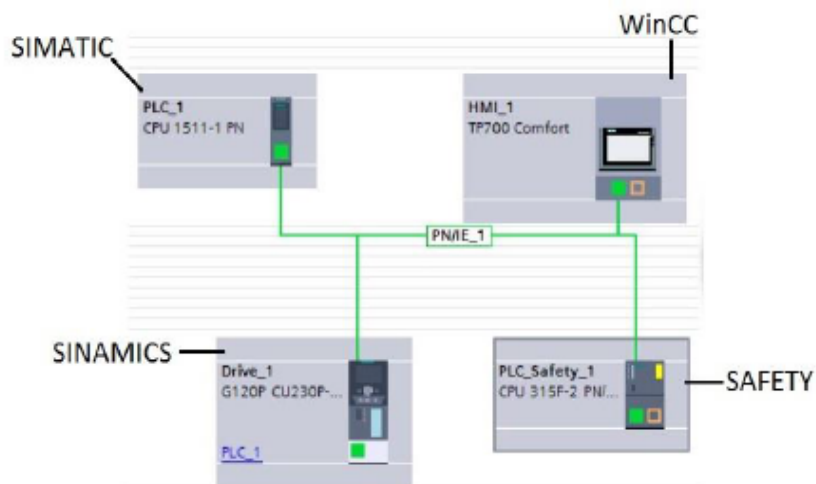 WinCC
SIMATIC
PLC_1
CPU 1511-1 PN
HMI_1
TP700 Comfort
PN/IE_1
SINAMICS
Drive_1
G120P CU230P-...
PLC_1
PLC_Safety_1
CPU 315F-2 PN/...
SAFETY